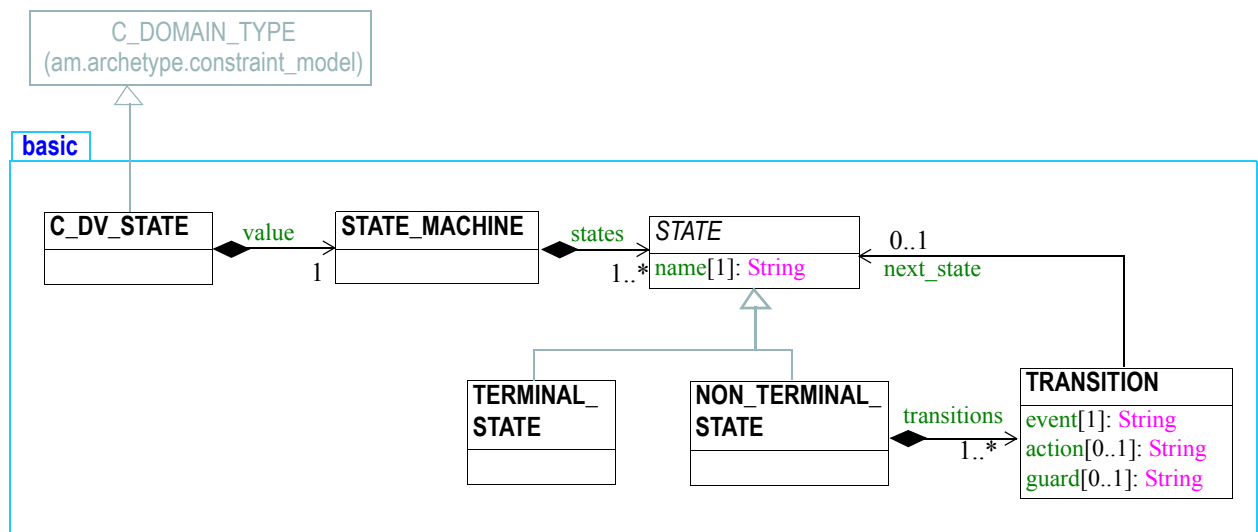 C_DOMAIN_TYPE
(am.archetype.constraint_model)
basic
C_DV_STATE
value
1
STATE_MACHINE
states
1..*
STATE
name[1]: String
0..1
next_state
TERMINAL_
STATE
NON_TERMINAL_
STATE
transitions
1..*
TRANSITION
event[1]: String
action[0..1]: String
guard[0..1]: String